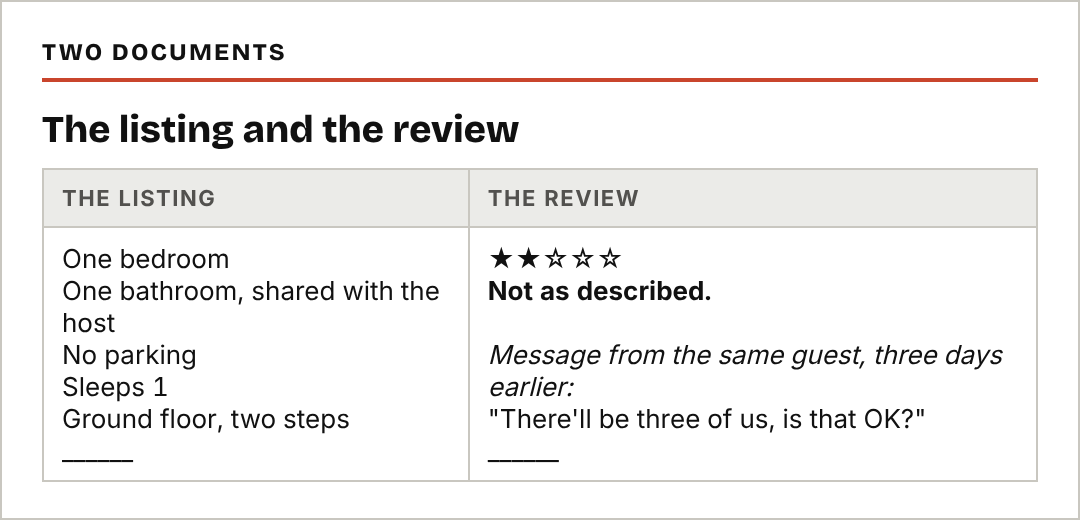 TWO DOCUMENTS
The listing and the review
THE LISTING
THE REVIEW
One bedroom
One bathroom, shared with the
host
No parking
Sleeps 1
Ground floor, two steps
______
★★☆☆☆
Not as described.
Message from the same guest, three days
earlier:
"There'll be three of us, is that OK?"
______